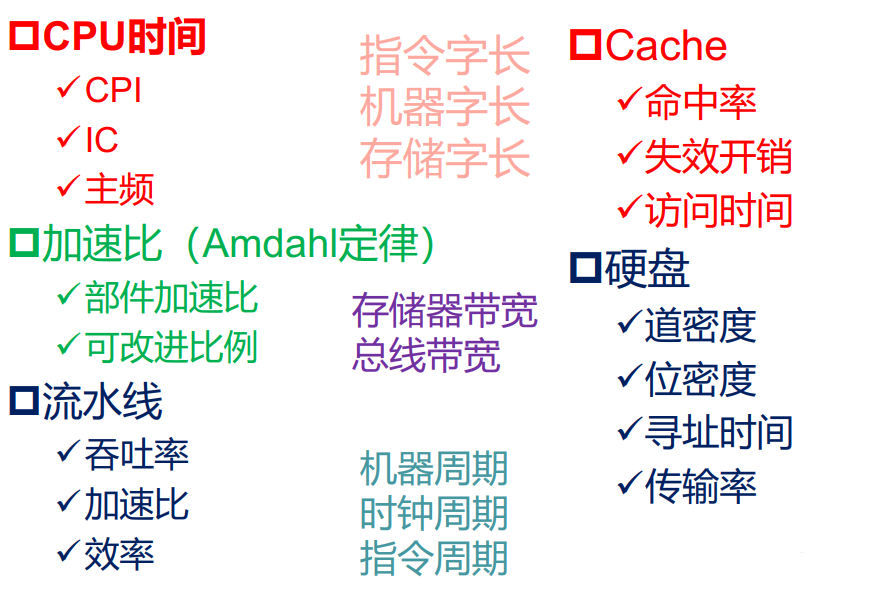 CPU时间
CPI
IC
主频
加速比（Amdahl定律）
部件加速比
可改进比例
流水线
吞吐率
加速比
效率
指令字长
机器字长
存储字长
存储器带宽
总线带宽
机器周期
时钟周期
指令周期
Cache
命中率
失效开销
访问时间
硬盘
道密度
位密度
寻址时间
传输率